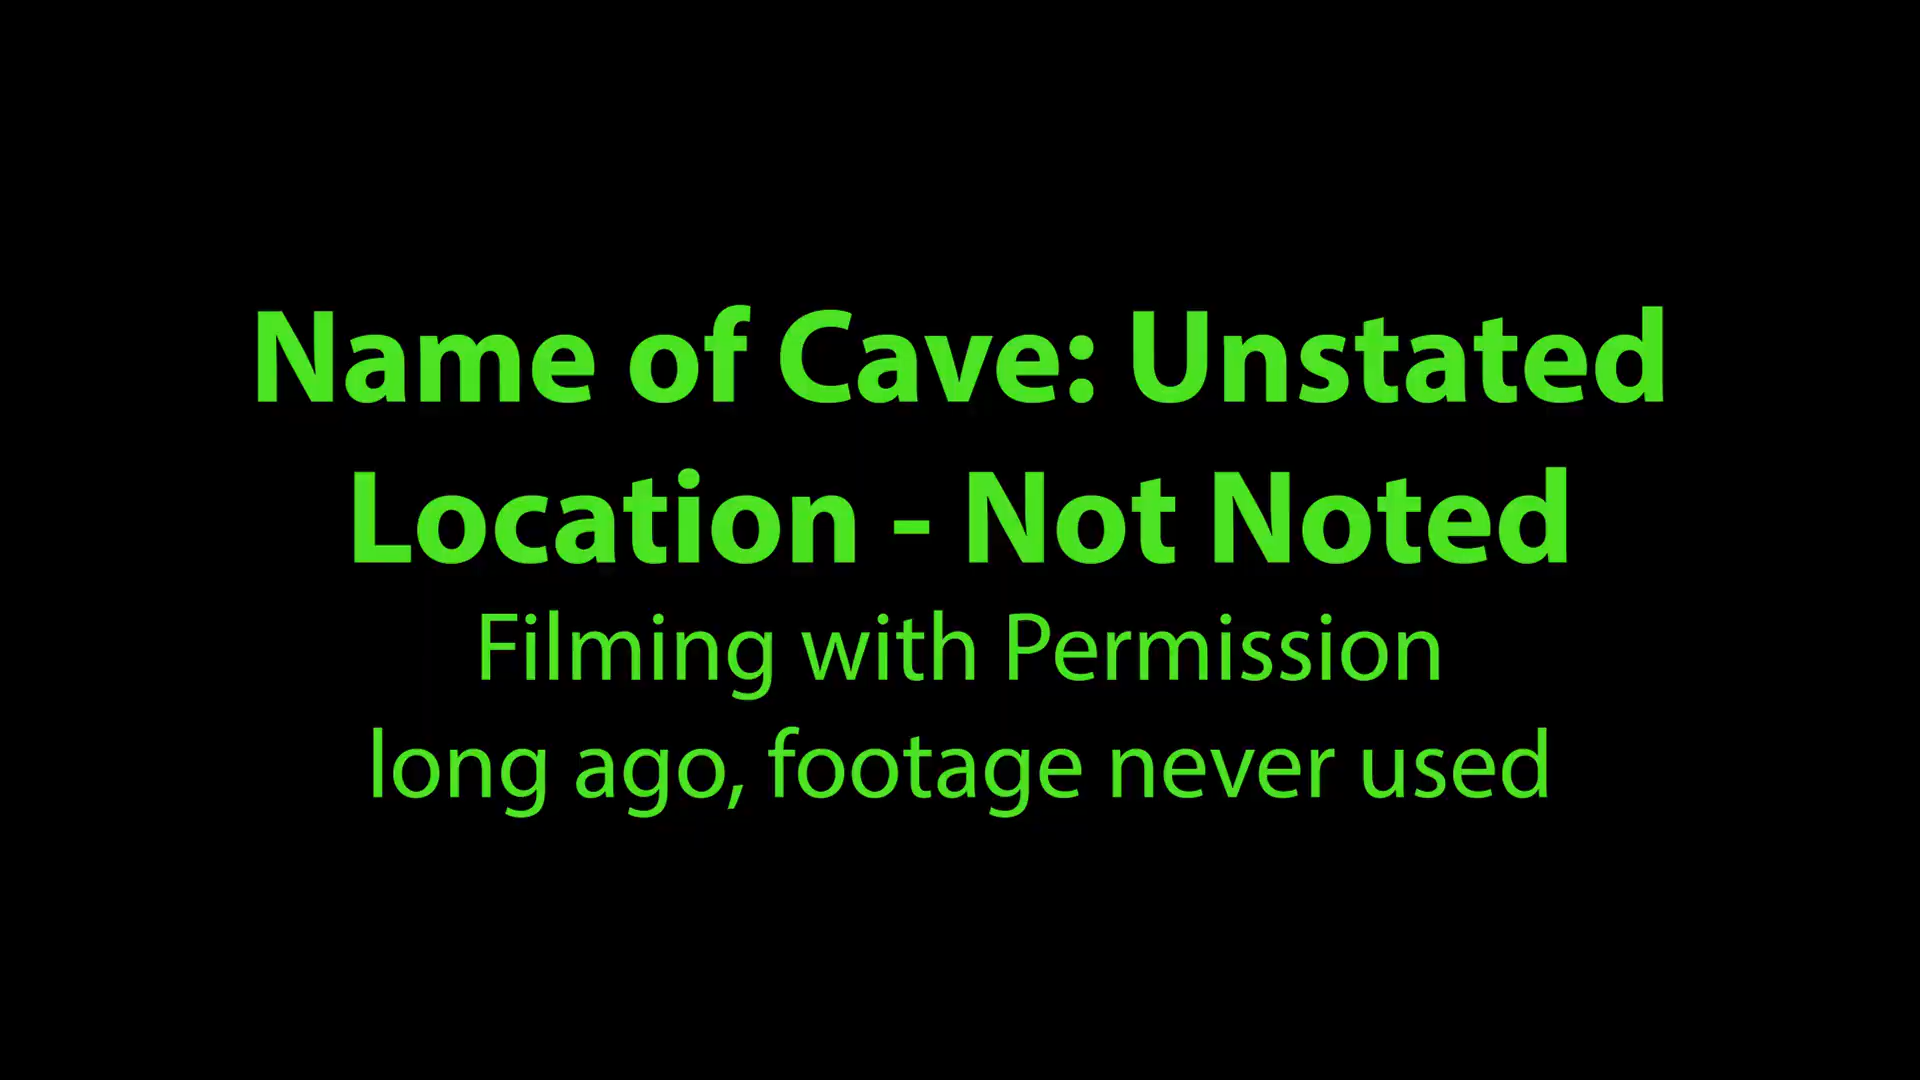 Name of Cave: Unstated
Location - Not Noted
Filming with Permission
long ago, footage never used